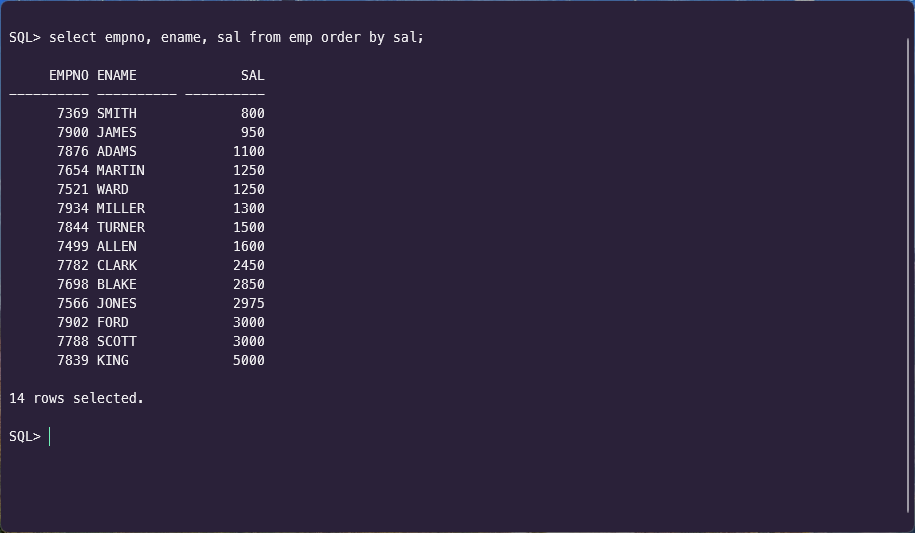 SQL> select empno, ename, sal from emp order by sal;
     EMPNO ENAME             SAL
---------- ---------- ----------
      7369 SMITH             800
      7900 JAMES             950
      7876 ADAMS            1100
      7654 MARTIN           1250
      7521 WARD             1250
      7934 MILLER           1300
      7844 TURNER           1500
      7499 ALLEN            1600
      7782 CLARK            2450
      7698 BLAKE            2850
      7566 JONES            2975
      7902 FORD             3000
      7788 SCOTT            3000
      7839 KING             5000
14 rows selected.
SQL>